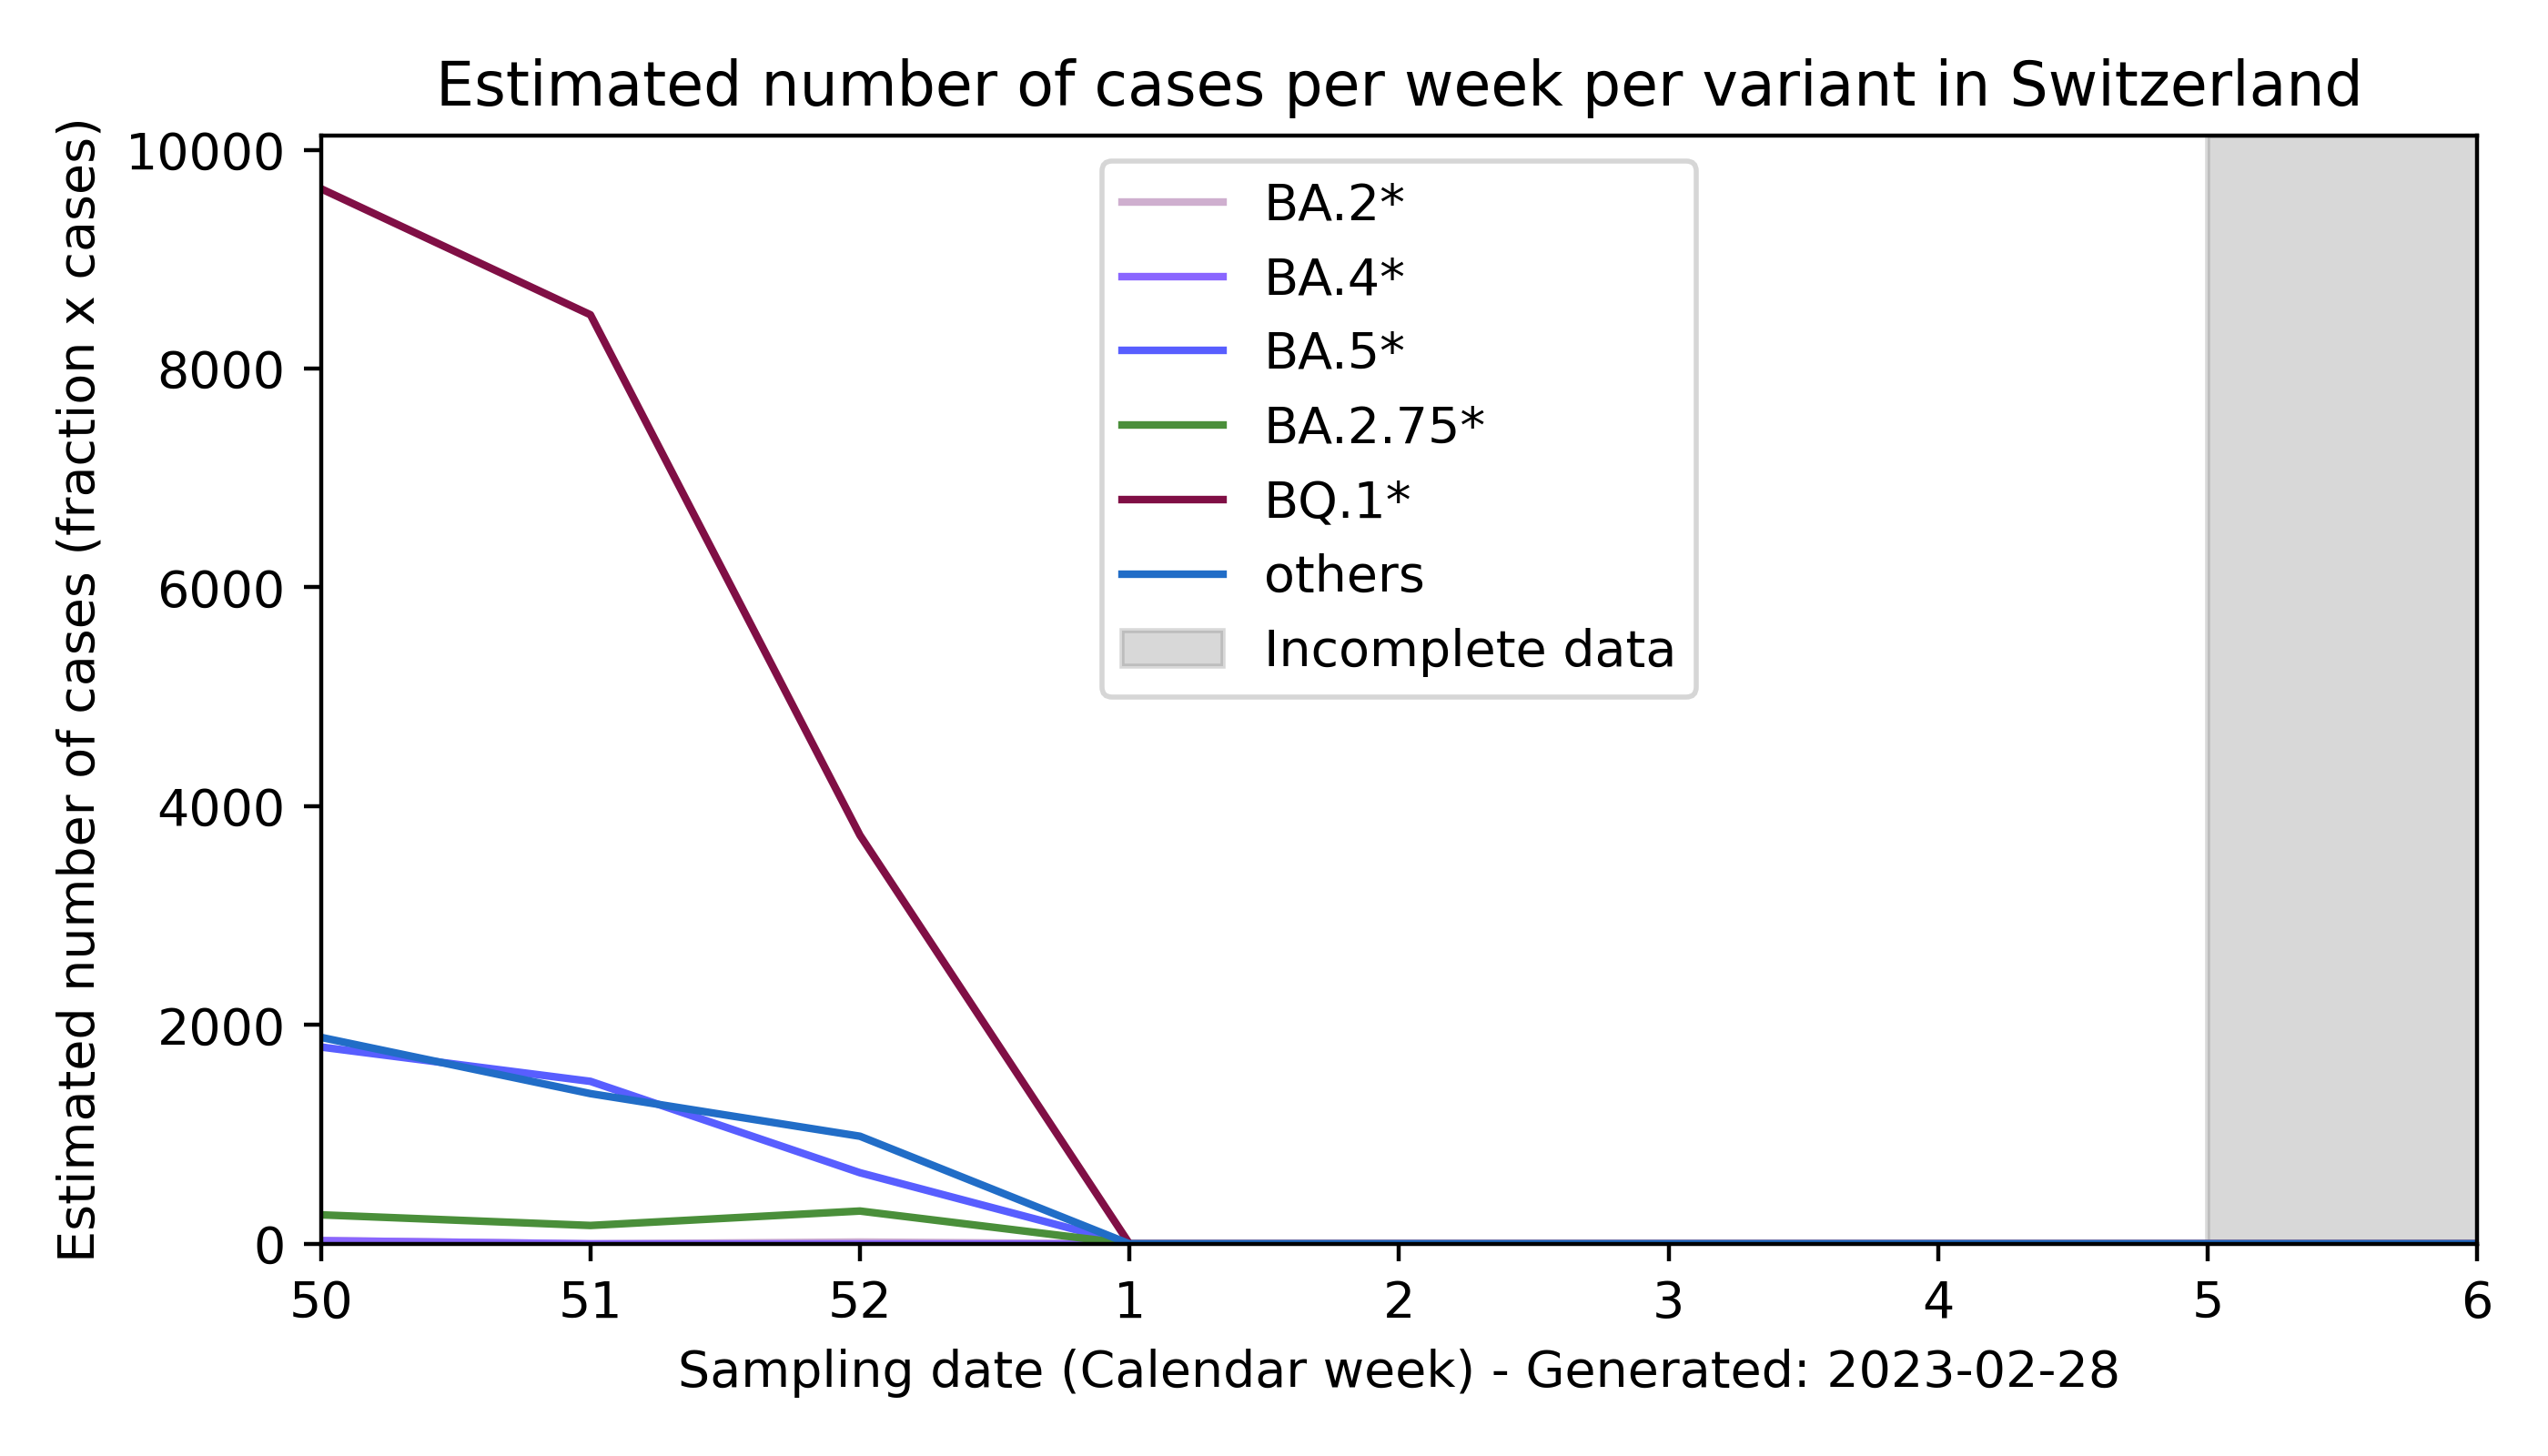 Estimated number of cases per week per variant in Switzerland
Estimated number of cases (fraction x cases)
10000
8000
6000
4000
2000
0
BA.2*
BA.4*
BA.5*
BA.2.75*
BQ.1*
others
Incomplete data
50 51 52 1 2 3 4 5 6
Sampling date (Calendar week) - Generated: 2023-02-28